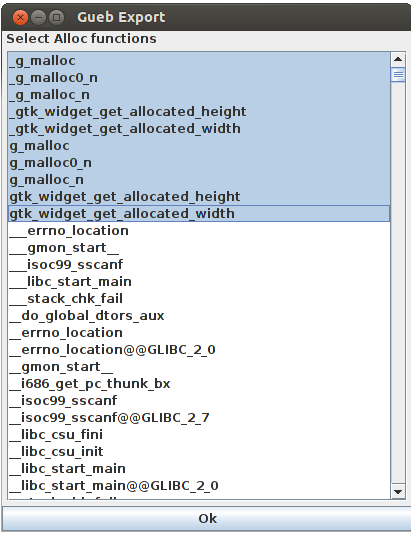 Gueb Export
Select Alloc functions
_g_malloc
_g_malloc0_n
_g_malloc_n
_gtk_widget_get_allocated_height
_gtk_widget_get_allocated_width
g_malloc
g_malloc0_n
g_malloc_n
gtk_widget_get_allocated_height
gtk_widget_get_allocated_width
___errno_location
___gmon_start__
___isoc99_sscanf
___libc_start_main
___stack_chk_fail
__do_global_dtors_aux
__errno_location
__errno_location@@GLIBC_2_0
__gmon_start__
__i686_get_pc_thunk_bx
__isoc99_sscanf
__isoc99_sscanf@@GLIBC_2_7
__libc_csu_fini
__libc_csu_init
__libc_start_main
__libc_start_main@@GLIBC_2_0
Ok